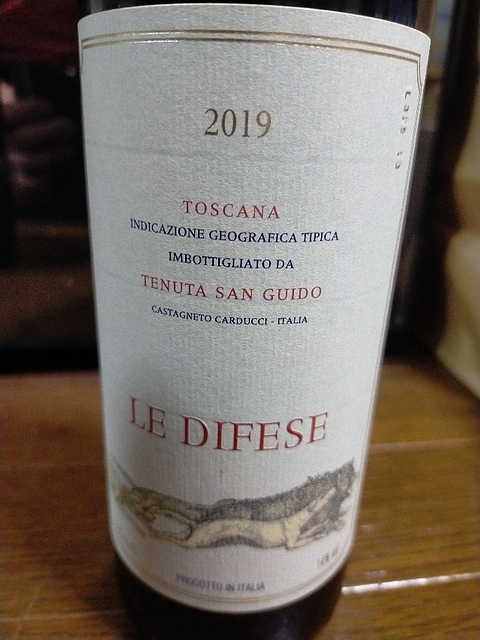 2019
TOSCANA
INDICAZIONE GEOGRAFICA TIPICA
IMBOTTIGLIATO DA
TENUTA SAN GUIDO
CASTAGNETO CARDUCCI - ITALIA
LE DIFESE
PRODOTTO IN ITALIA